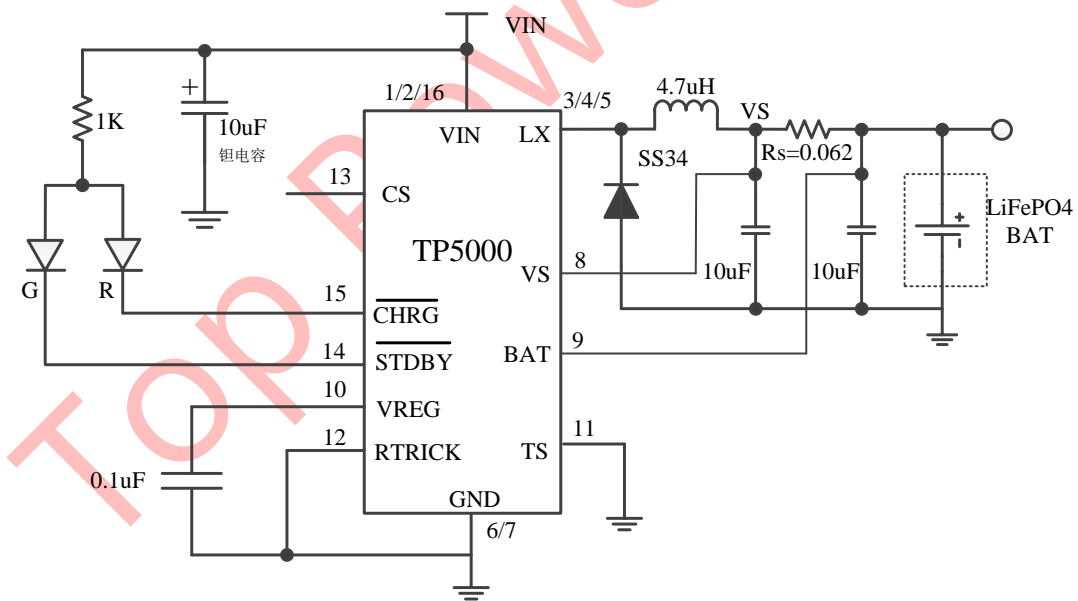 VIN
1/2/16
3/4/5
4.7uH
VS
1K
+
10uF
钽电容
VIN
LX
SS34
Rs=0.062
13
CS
LiFePO4
BAT
+
TP5000
G
R
VS
8
10uF
10uF
15
CHRG
14
STDBY
BAT
9
10
VREG
12
RTRICK
TS
11
0.1uF
GND
6/7
Top Pow